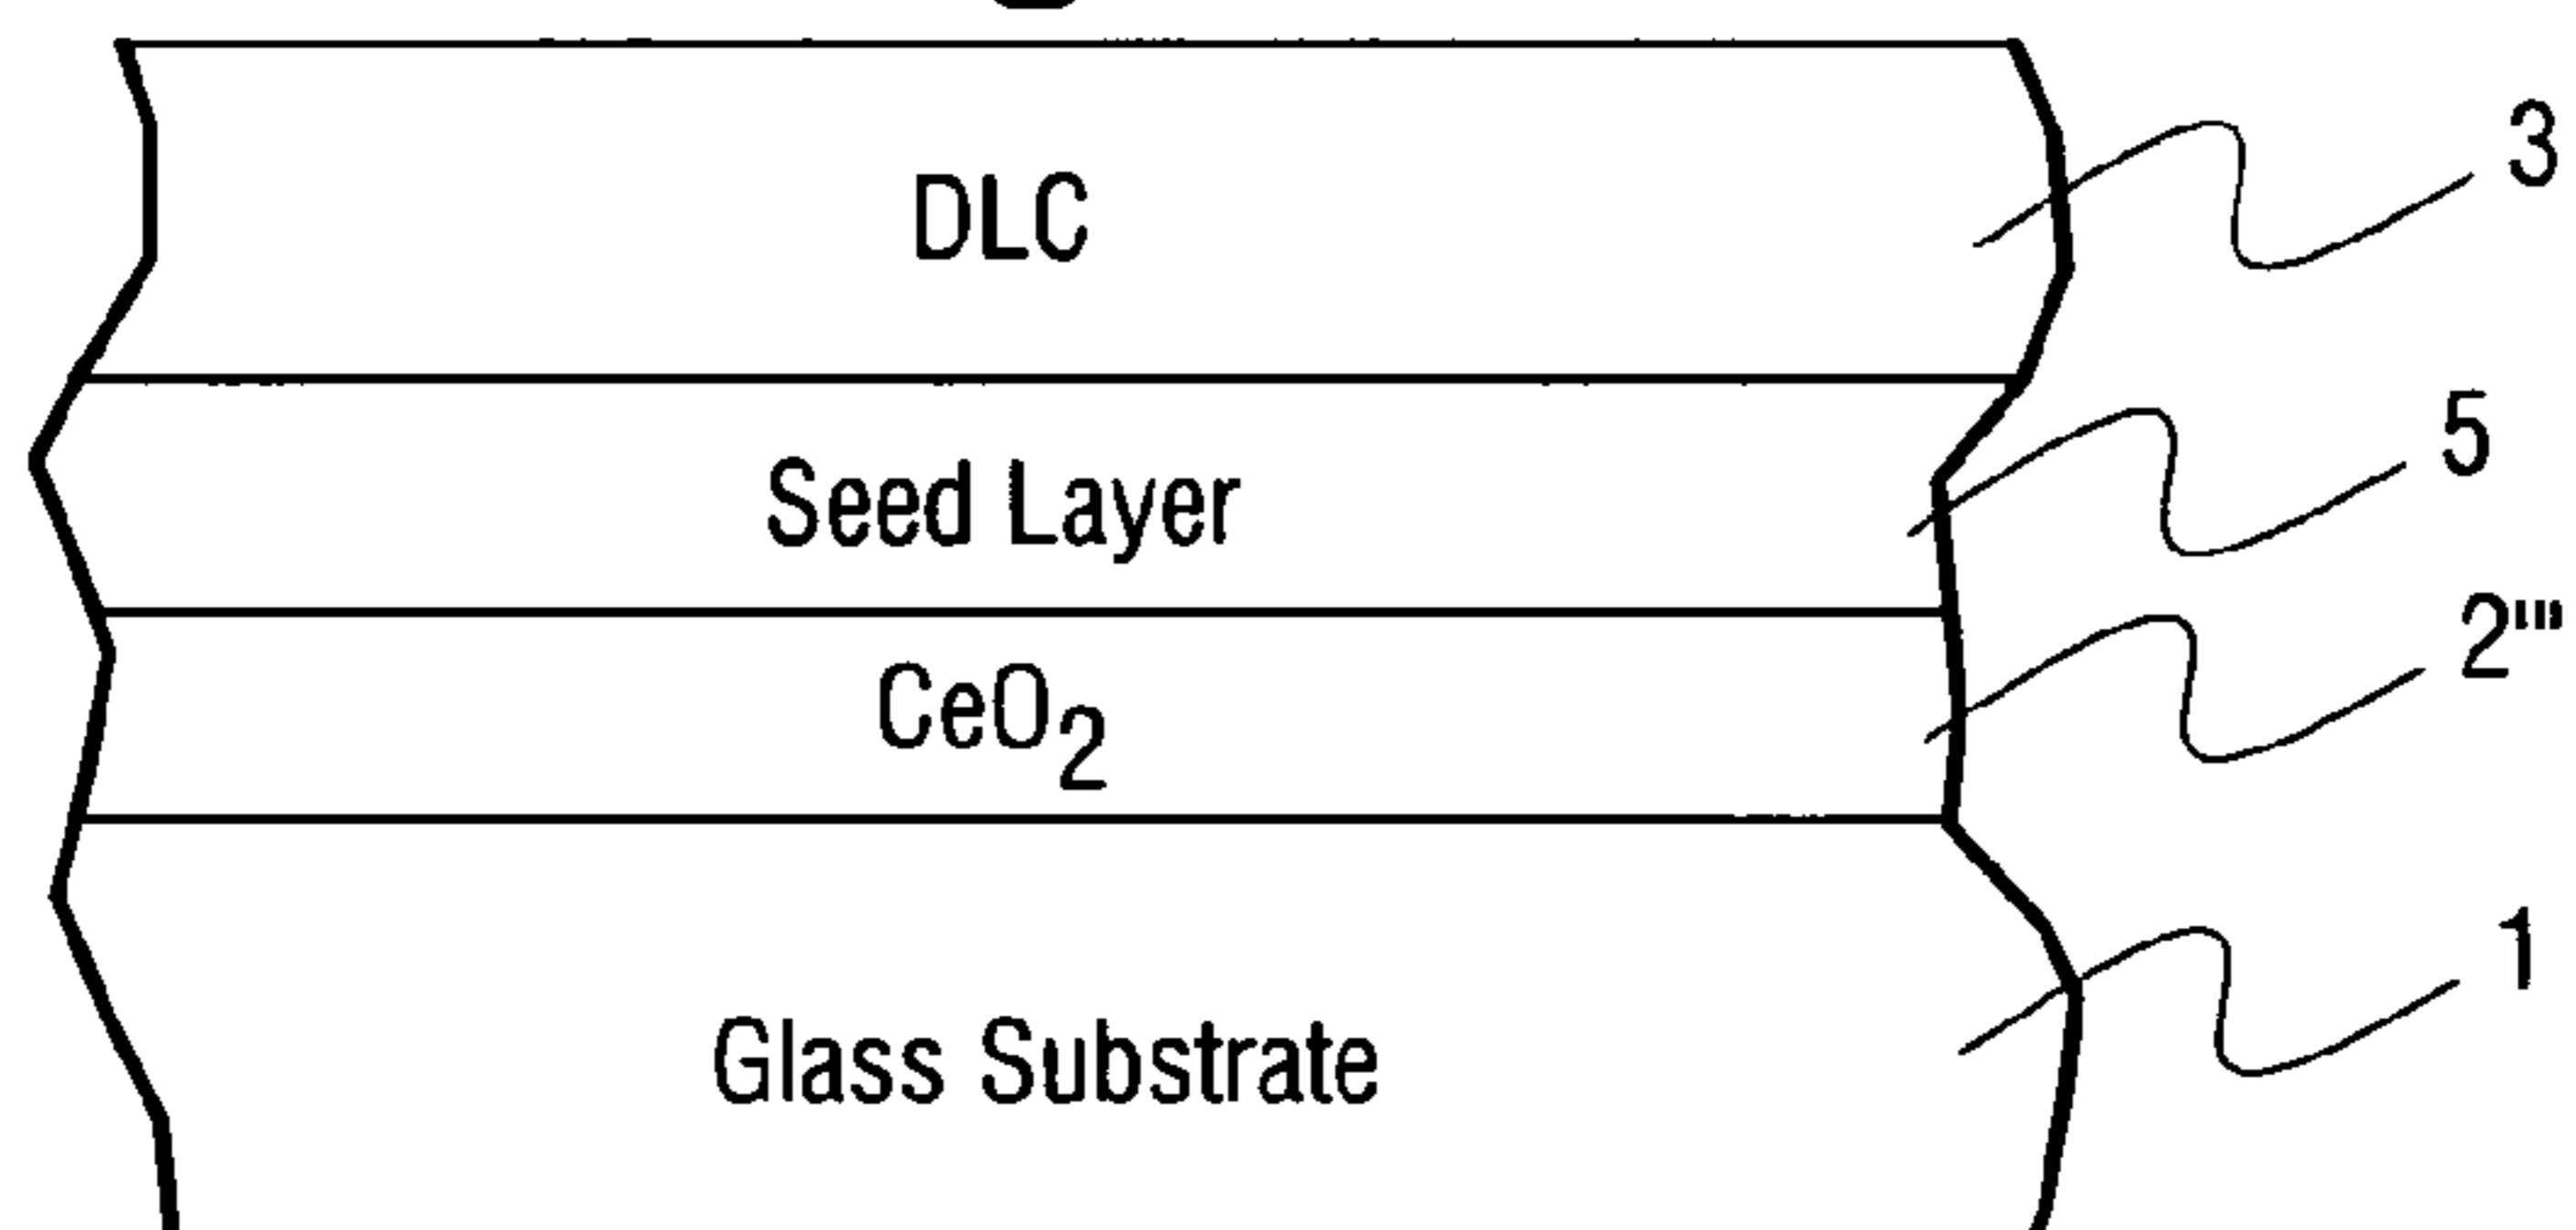 DLC
3
Seed Layer
5
CeO₂
2'''
Glass Substrate
1